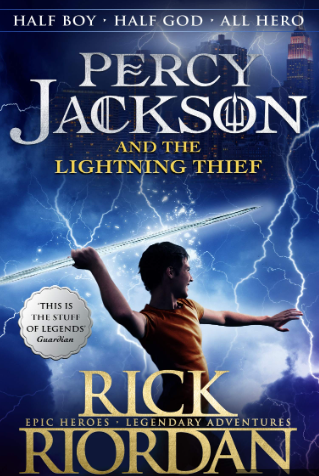 HALF BOY · HALF GOD · ALL HERO
PERCY
JACKSON
AND THE
LIGHTNING THIEF
'THIS IS
THE STUFF
OF LEGENDS'
Guardian
RICK
EPIC HEROES · LEGENDARY ADVENTURES
RIORDAN